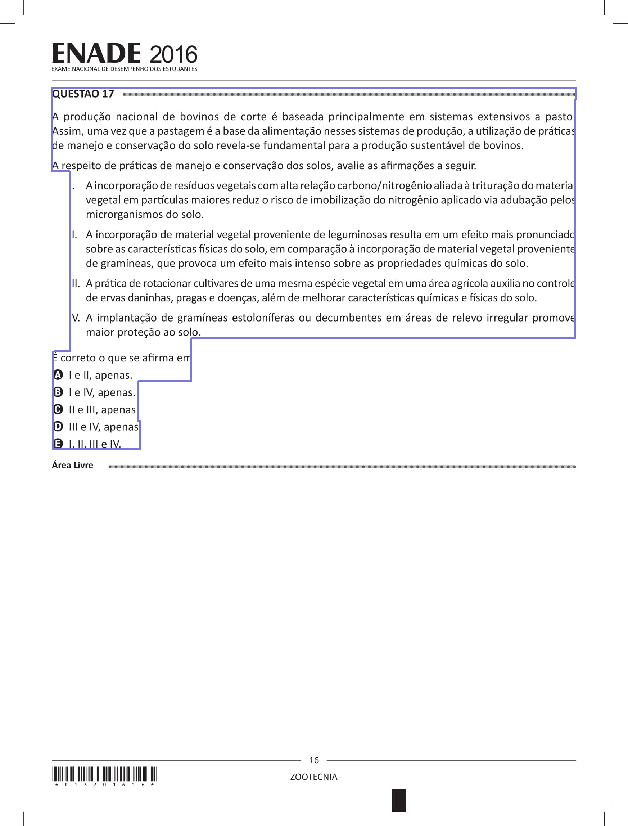 ENADE 2016
EXAME NACIONAL DE DESEMPENHO DOS ESTUDANTES
QUESTÃO 17
A produção nacional de bovinos de corte é baseada principalmente em sistemas extensivos a pasto.
Assim, uma vez que a pastagem é a base da alimentação nesses sistemas de produção, a utilização de práticas
de manejo e conservação do solo revela-se fundamental para a produção sustentável de bovinos.
A respeito de práticas de manejo e conservação dos solos, avalie as afirmações a seguir.
I. A incorporação de resíduos vegetais com alta relação carbono/nitrogênio aliada à trituração do material
vegetal em partículas maiores reduz o risco de imobilização do nitrogênio aplicado via adubação pelos
microrganismos do solo.
II. A incorporação de material vegetal proveniente de leguminosas resulta em um efeito mais pronunciado
sobre as características físicas do solo, em comparação à incorporação de material vegetal proveniente
de gramíneas, que provoca um efeito mais intenso sobre as propriedades químicas do solo.
III. A prática de rotacionar cultivares de uma mesma espécie vegetal em uma área agrícola auxilia no controle
de ervas daninhas, pragas e doenças, além de melhorar características químicas e físicas do solo.
IV. A implantação de gramíneas estoloníferas ou decumbentes em áreas de relevo irregular promove
maior proteção ao solo.
É correto o que se afirma em
A I e II, apenas.
B I e IV, apenas.
C II e III, apenas.
D III e IV, apenas.
E I, II, III e IV.
Área Livre
16
ZOOTECNIA